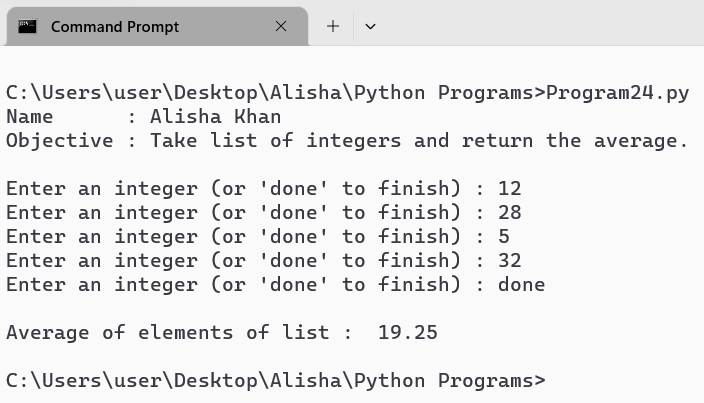 Command Prompt
C:\Users\user\Desktop\Alisha\Python Programs>Program24.py
Name      : Alisha Khan
Objective : Take list of integers and return the average.
Enter an integer (or 'done' to finish) : 12
Enter an integer (or 'done' to finish) : 28
Enter an integer (or 'done' to finish) : 5
Enter an integer (or 'done' to finish) : 32
Enter an integer (or 'done' to finish) : done
Average of elements of list :  19.25
C:\Users\user\Desktop\Alisha\Python Programs>